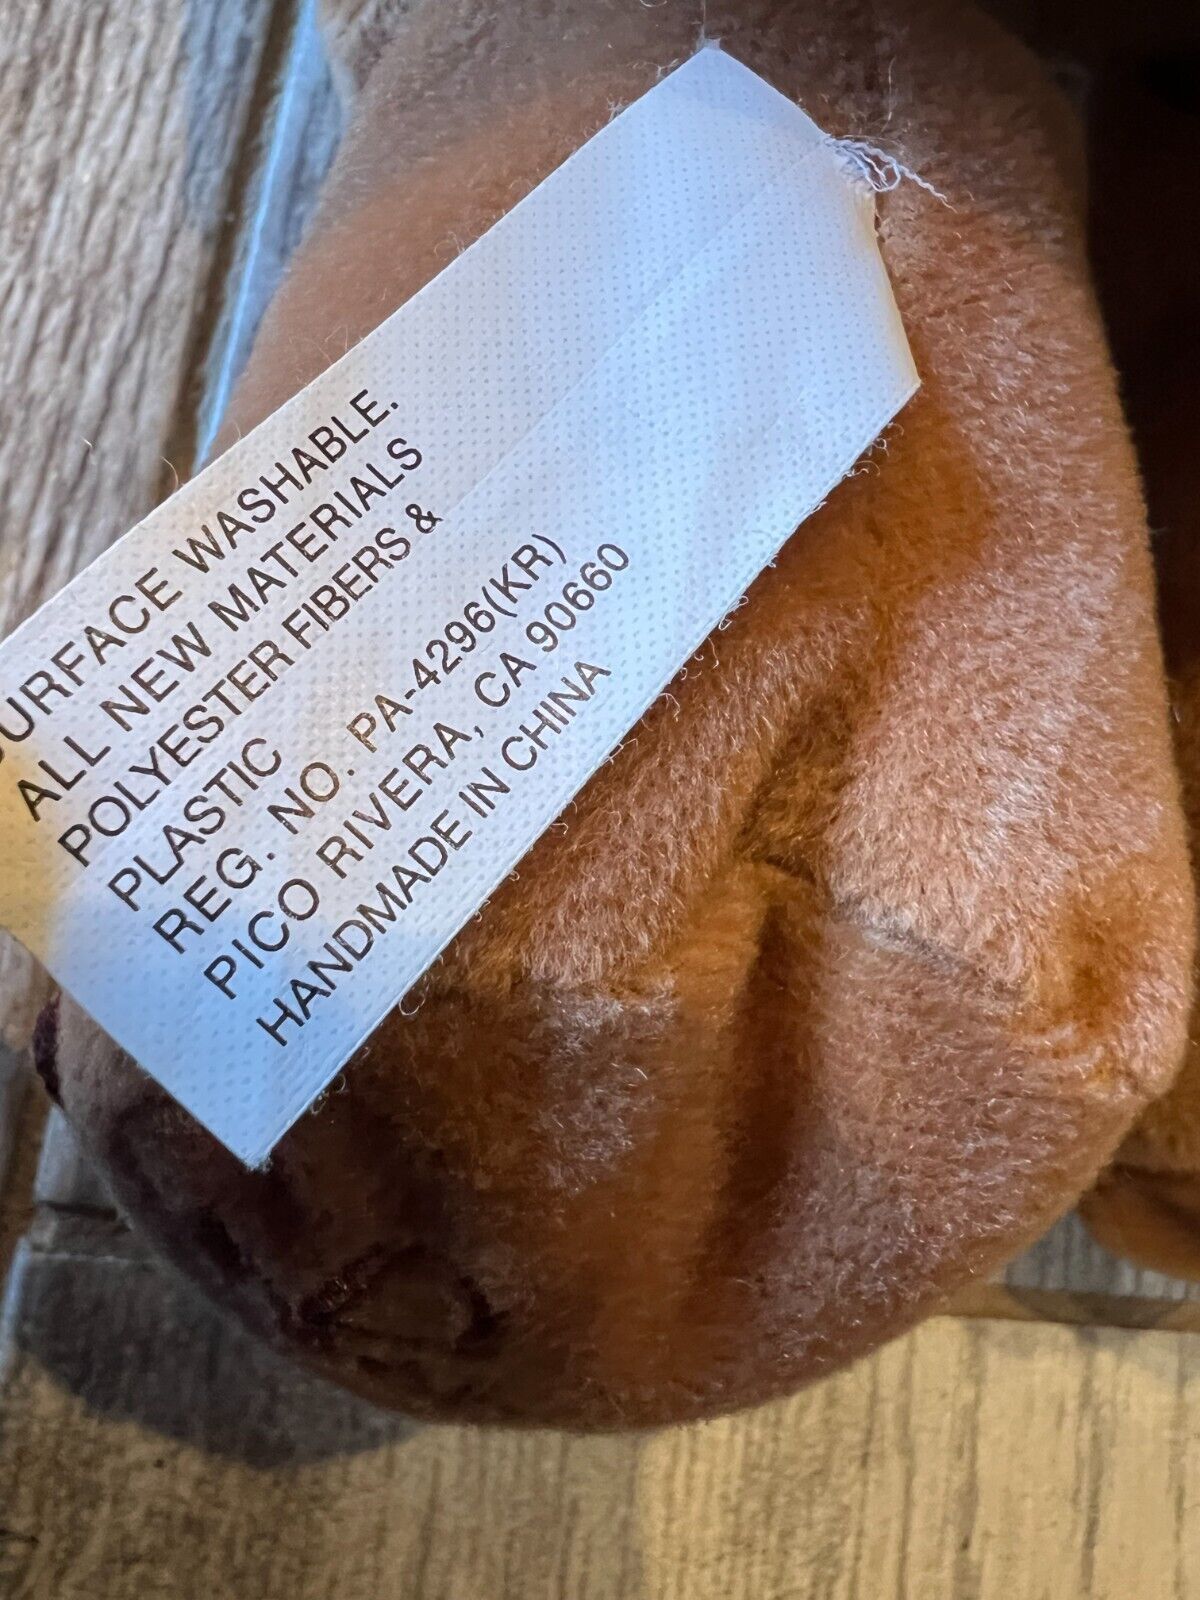 SURFACE WASHABLE.
ALL NEW MATERIALS
POLYESTER FIBERS &
PLASTIC
REG. NO. PA-4296(KR)
PICO RIVERA, CA 90660
HANDMADE IN CHINA